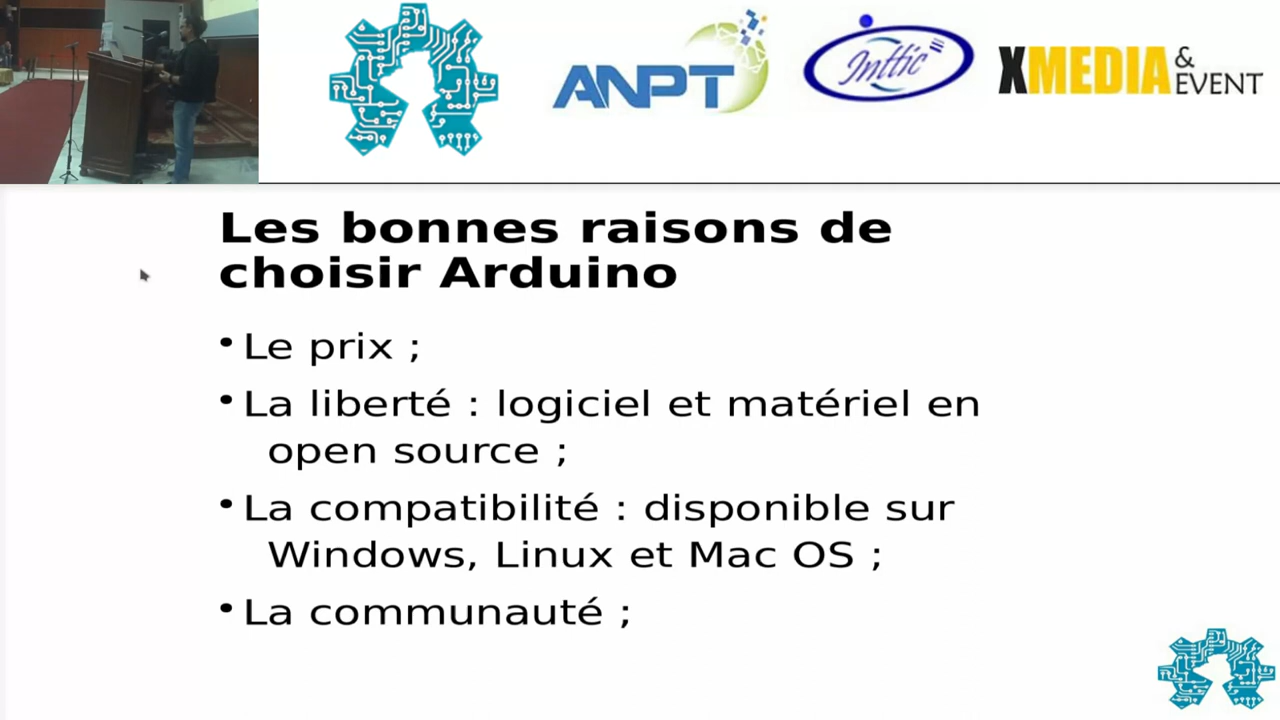 ANPT
Inttic
XMEDIA & EVENT
Les bonnes raisons de
choisir Arduino
• Le prix ;
• La liberté : logiciel et matériel en
open source ;
• La compatibilité : disponible sur
Windows, Linux et Mac OS ;
• La communauté ;